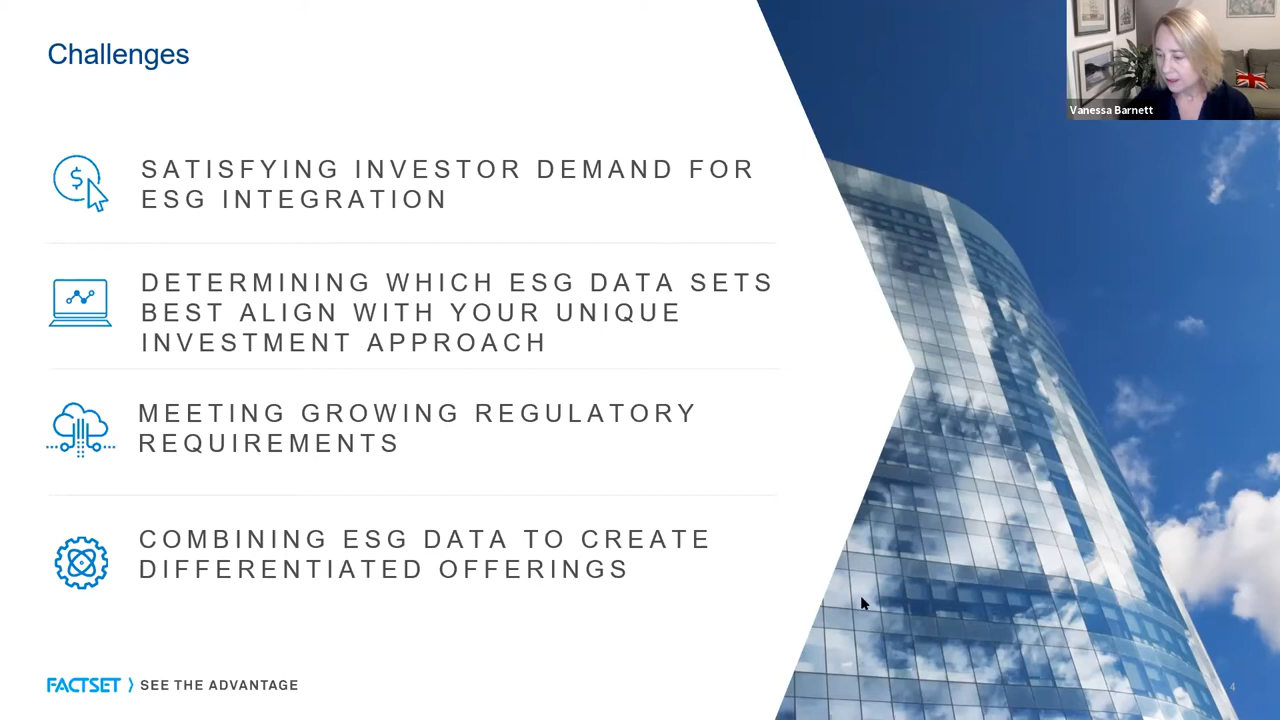 Challenges
Vanessa Barnett
SATISFYING INVESTOR DEMAND FOR
ESG INTEGRATION
DETERMINING WHICH ESG DATA SETS
BEST ALIGN WITH YOUR UNIQUE
INVESTMENT APPROACH
MEETING GROWING REGULATORY
REQUIREMENTS
COMBINING ESG DATA TO CREATE
DIFFERENTIATED OFFERINGS
FACTSET ⟩ SEE THE ADVANTAGE
4